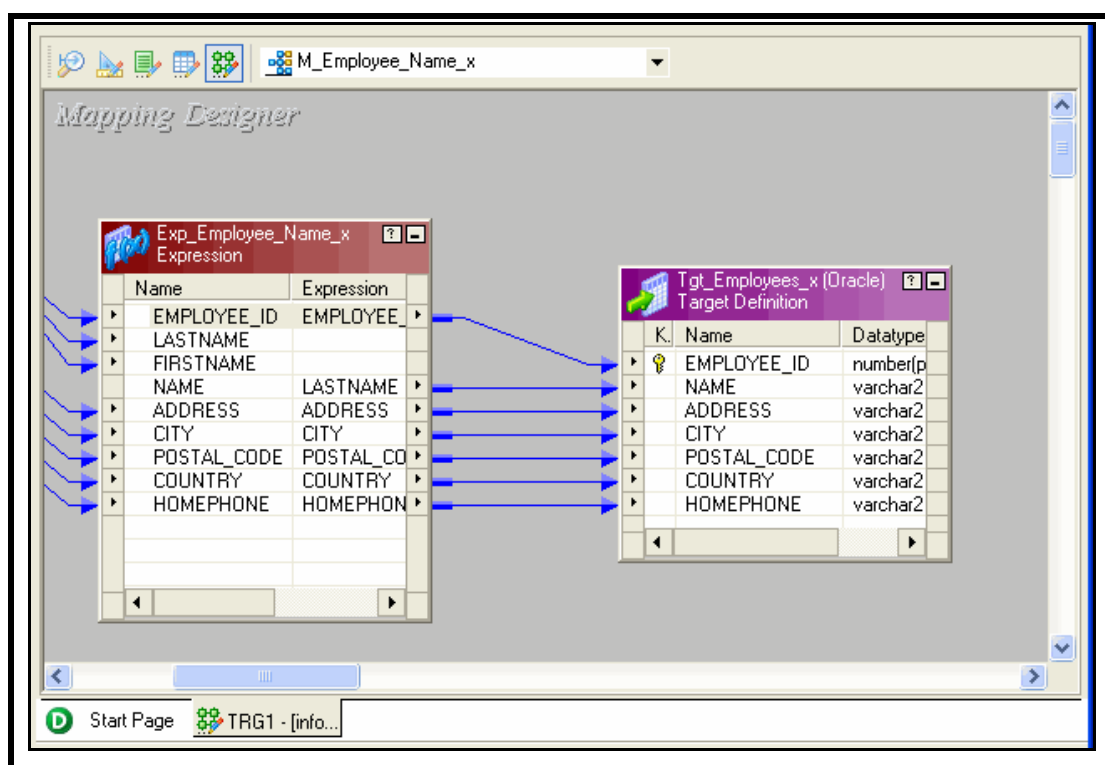 M_Employee_Name_x
Mapping Designer
Exp_Employee_Name_x
Expression
Name Expression
EMPLOYEE_ID EMPLOYEE_
LASTNAME
FIRSTNAME
NAME LASTNAME
ADDRESS ADDRESS
CITY CITY
POSTAL_CODE POSTAL_CO
COUNTRY COUNTRY
HOMEPHONE HOMEPHON
Tgt_Employees_x (Oracle)
Target Definition
K. Name Datatype
EMPLOYEE_ID number(p
NAME varchar2
ADDRESS varchar2
CITY varchar2
POSTAL_CODE varchar2
COUNTRY varchar2
HOMEPHONE varchar2
Start Page TRG1 - [info...